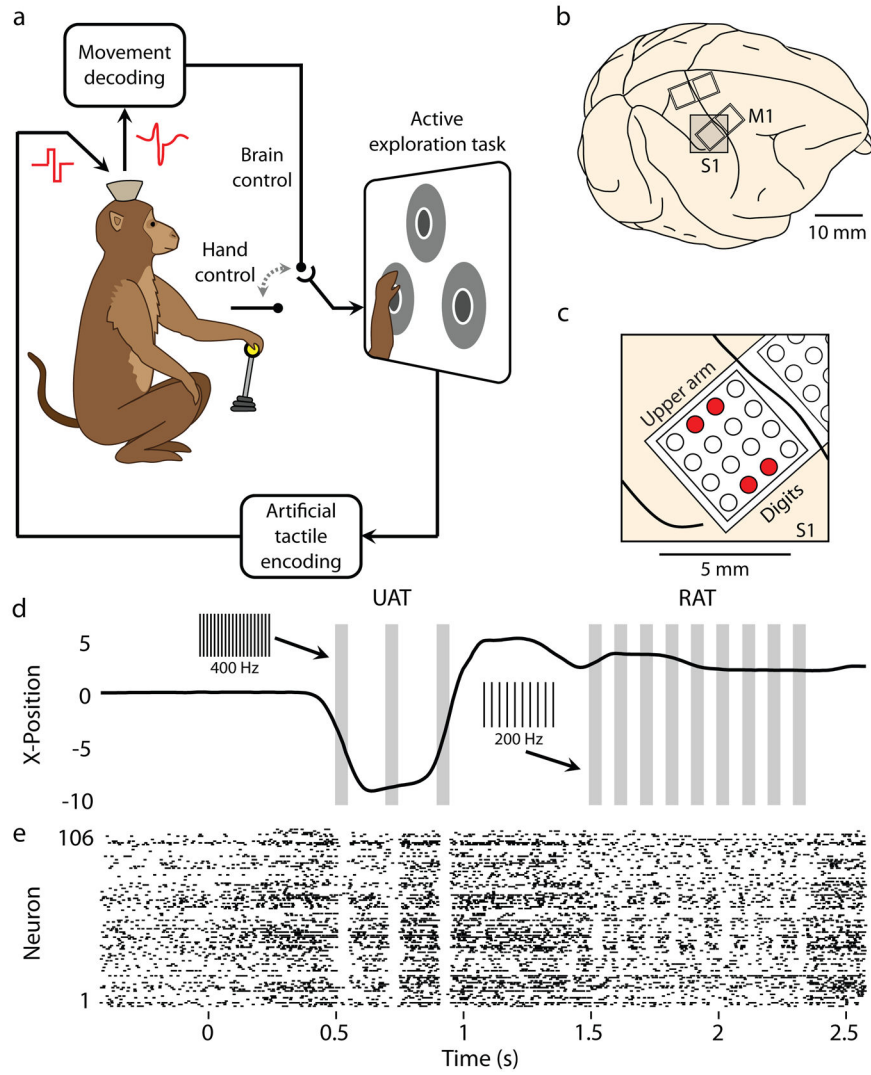 a
Movement
decoding
Brain
control
Hand
control
Active
exploration task
Artificial
tactile
encoding
b
M1
S1
10 mm
c
Upper arm
Digits
S1
5 mm
d
UAT
RAT
X-Position
5
0
-5
-10
400 Hz
200 Hz
e
Neuron
106
1
0
0.5
1
1.5
2
2.5
Time (s)